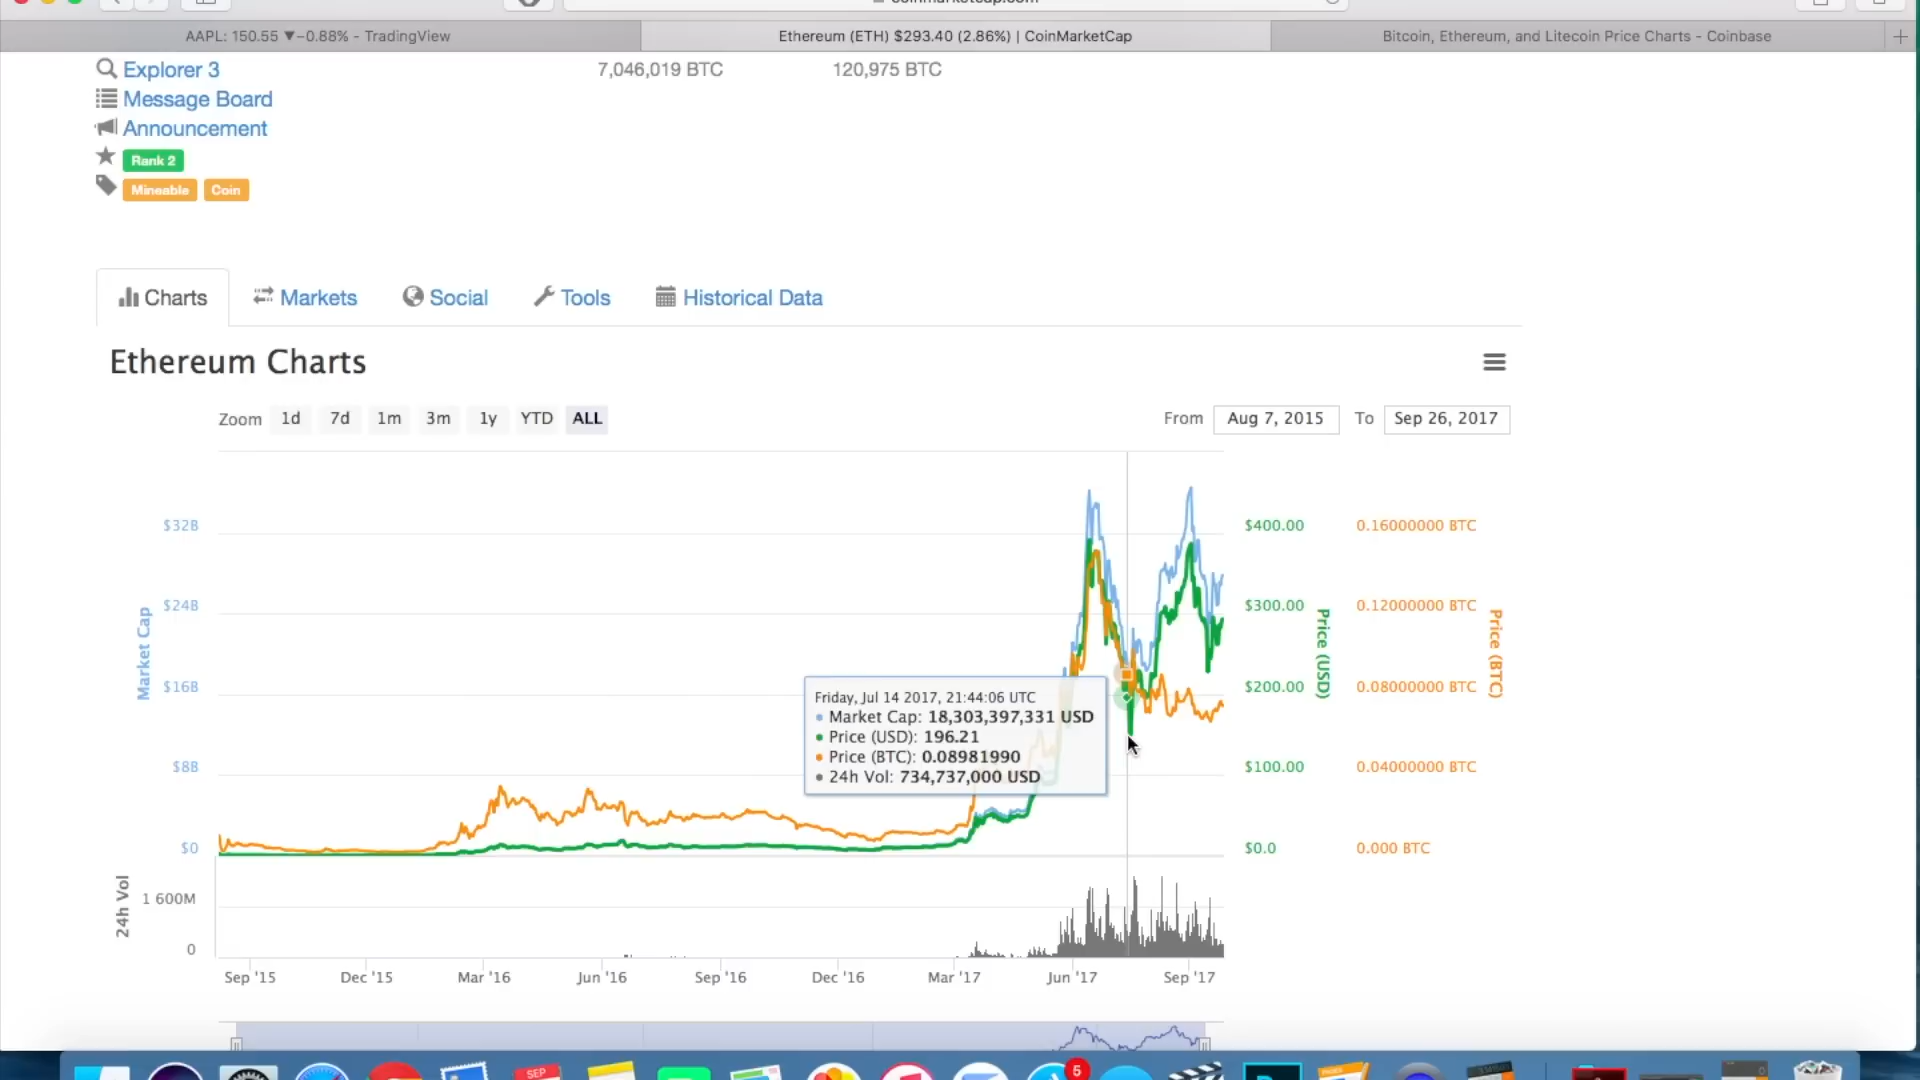 AAPL: 150.55 ▼−0.88% - TradingView
Ethereum (ETH) $293.40 (2.86%) | CoinMarketCap
Bitcoin, Ethereum, and Litecoin Price Charts - Coinbase
Explorer 3
7,046,019 BTC
120,975 BTC
Message Board
Announcement
Rank 2
Mineable Coin
Charts Markets Social Tools Historical Data
Ethereum Charts
Zoom 1d 7d 1m 3m 1y YTD ALL
From Aug 7, 2015 To Sep 26, 2017
$32B
$24B
$16B
$8B
$0
Market Cap
$400.00
$300.00
$200.00
$100.00
$0.0
Price (USD)
0.16000000 BTC
0.12000000 BTC
0.08000000 BTC
0.04000000 BTC
0.000 BTC
Price (BTC)
Friday, Jul 14 2017, 21:44:06 UTC
Market Cap: 18,303,397,331 USD
Price (USD): 196.21
Price (BTC): 0.08981990
24h Vol: 734,737,000 USD
24h Vol
1 600M
0
Sep '15 Dec '15 Mar '16 Jun '16 Sep '16 Dec '16 Mar '17 Jun '17 Sep '17
SEP
5